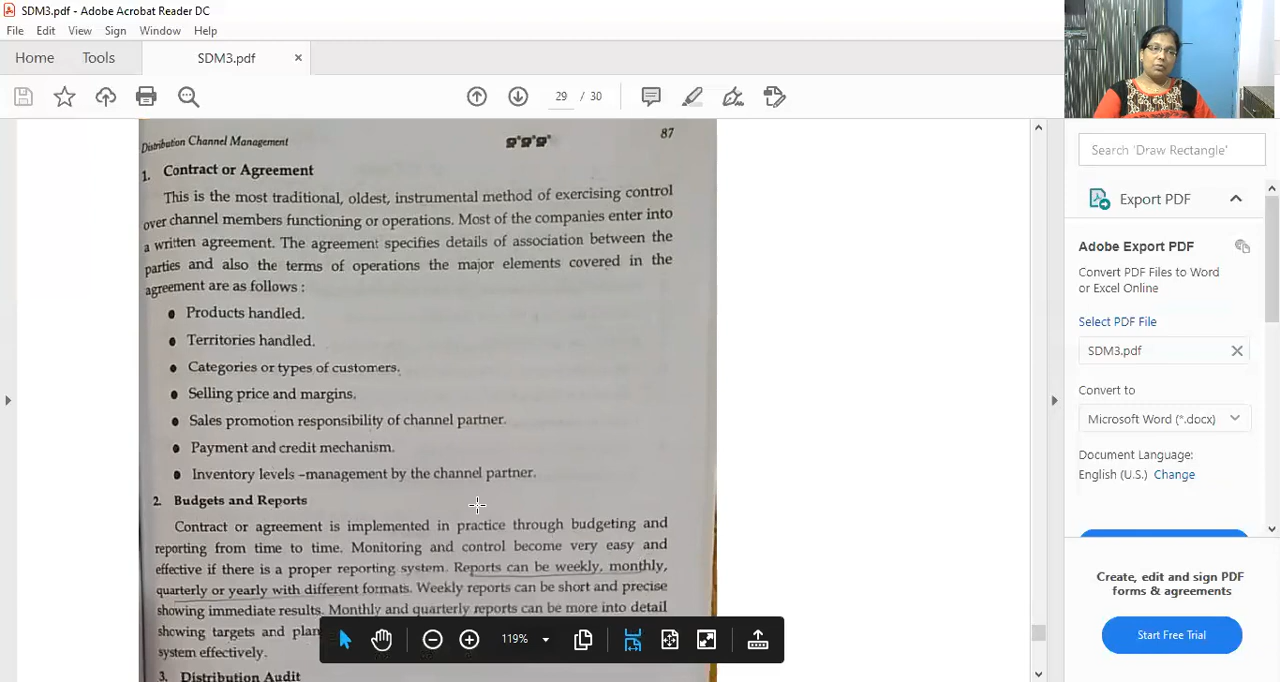 SDM3.pdf - Adobe Acrobat Reader DC
File Edit View Sign Window Help
Home Tools SDM3.pdf ×
29 / 30
Distribution Channel Management 87
1. Contract or Agreement
This is the most traditional, oldest, instrumental method of exercising control
over channel members functioning or operations. Most of the companies enter into
a written agreement. The agreement specifies details of association between the
parties and also the terms of operations the major elements covered in the
agreement are as follows :
• Products handled.
• Territories handled.
• Categories or types of customers.
• Selling price and margins.
• Sales promotion responsibility of channel partner.
• Payment and credit mechanism.
• Inventory levels –management by the channel partner.
2. Budgets and Reports
Contract or agreement is implemented in practice through budgeting and
reporting from time to time. Monitoring and control become very easy and
effective if there is a proper reporting system. Reports can be weekly, monthly,
quarterly or yearly with different formats. Weekly reports can be short and precise
showing immediate results. Monthly and quarterly reports can be more into detail
showing targets and plan
system effectively.
3. Distribution Audit
119%
Search 'Draw Rectangle'
Export PDF
Adobe Export PDF
Convert PDF Files to Word
or Excel Online
Select PDF File
SDM3.pdf
Convert to
Microsoft Word (*.docx)
Document Language:
English (U.S.) Change
Create, edit and sign PDF
forms & agreements
Start Free Trial